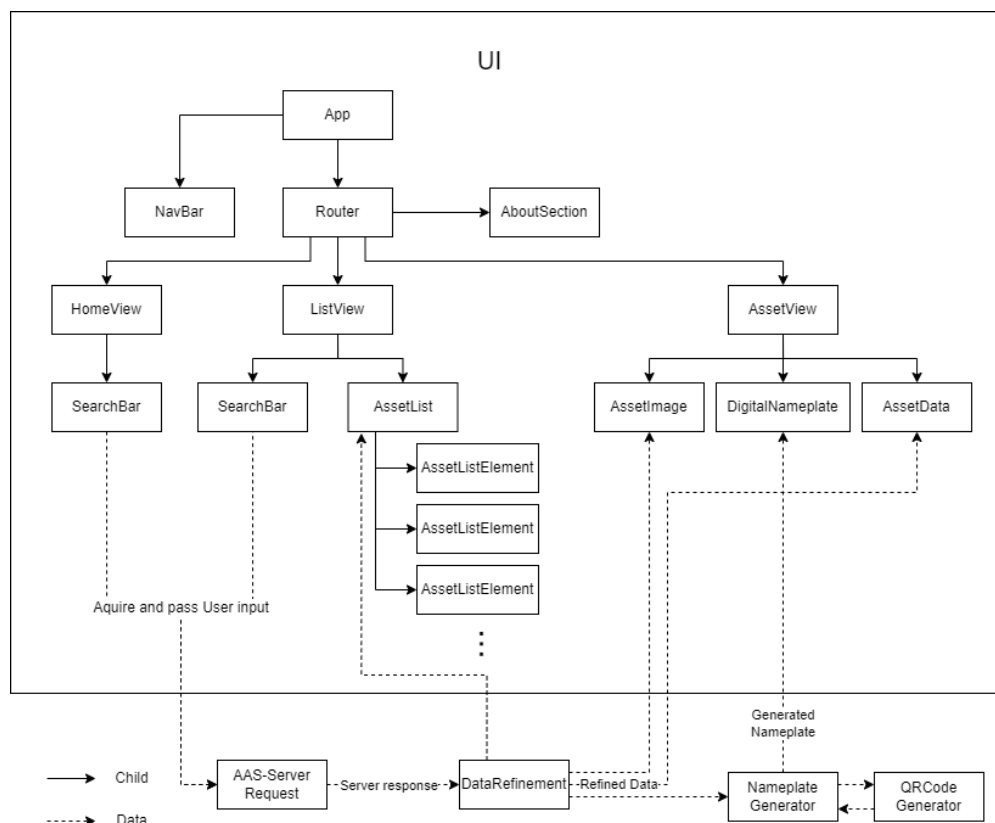 UI
App
NavBar
Router
AboutSection
HomeView
ListView
AssetView
SearchBar
SearchBar
AssetList
AssetImage
DigitalNameplate
AssetData
AssetListElement
AssetListElement
AssetListElement
Aquire and pass User input
Generated
Nameplate
Child
AAS-Server
Request
Server response
DataRefinement
Refined Data
Nameplate
Generator
QRCode
Generator
Data